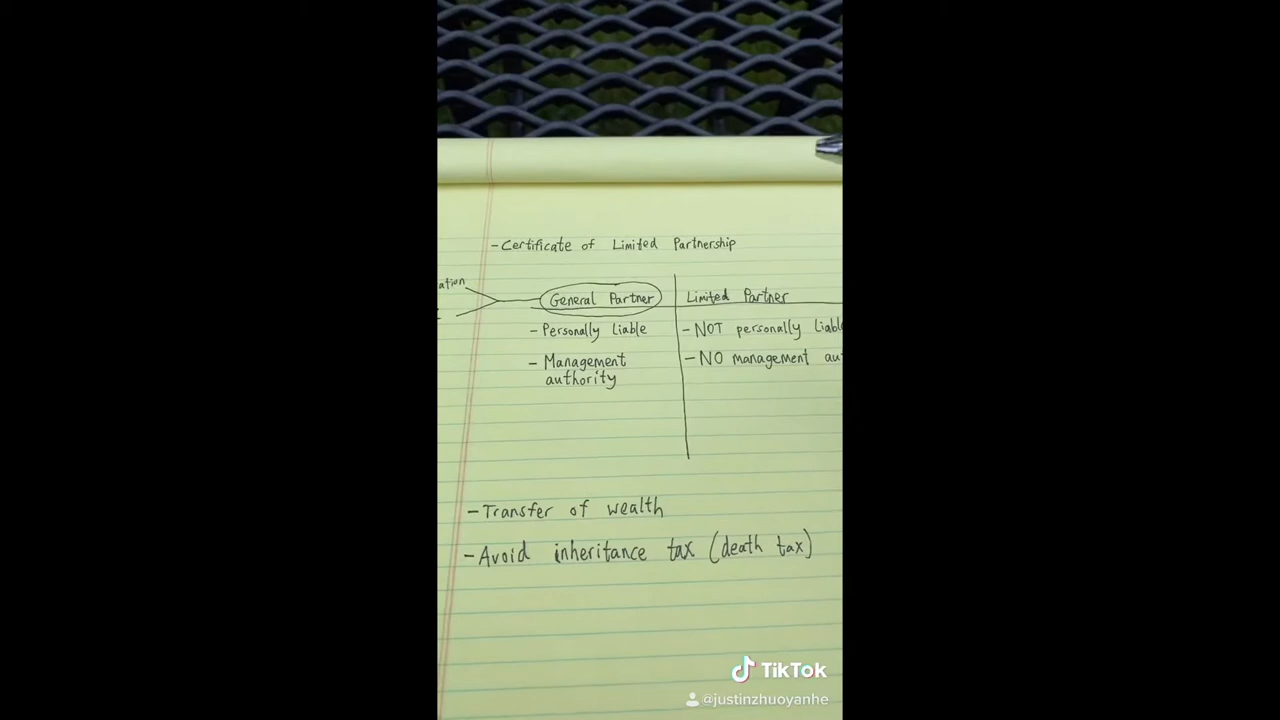 - Certificate of Limited Partnership
ation
General Partner
Limited Partner
- Personally liable
- Management
authority
- NOT personally liabl
- NO management au
- Transfer of wealth
- Avoid inheritance tax (death tax)
TikTok
@justinzhuoyanhe